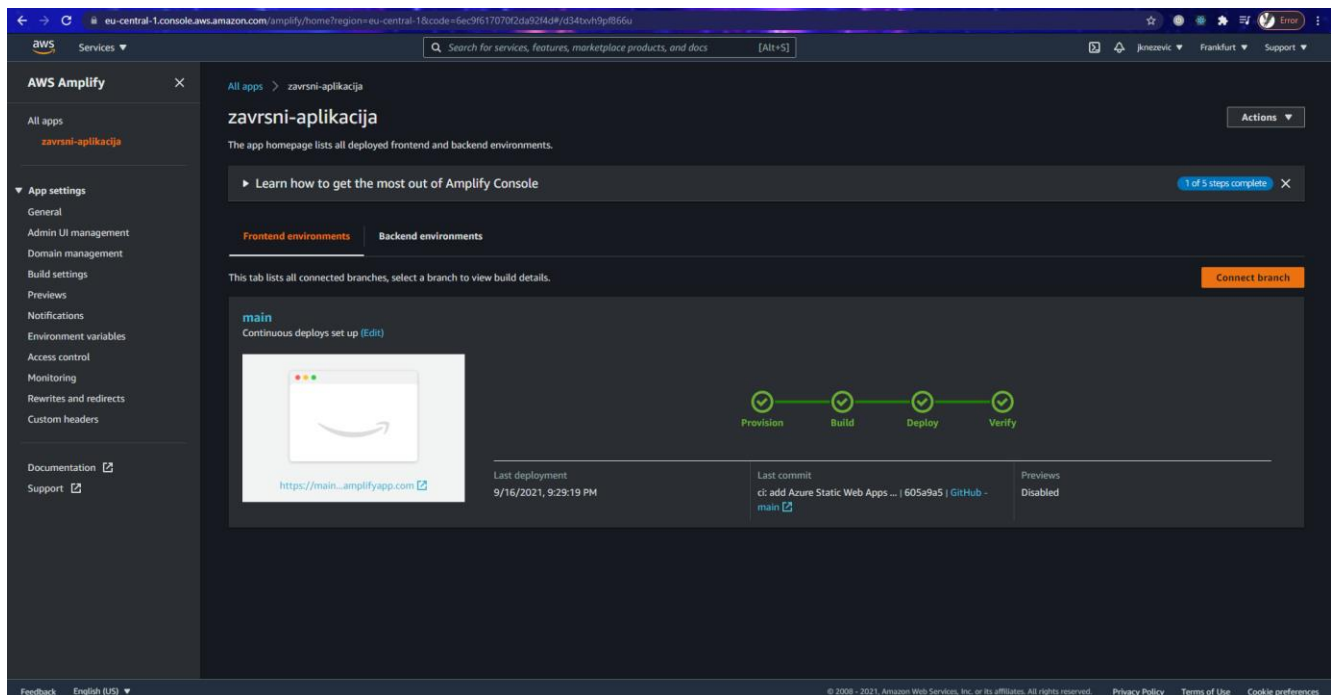 eu-central-1.console.aws.amazon.com/amplify/home?region=eu-central-1&code=6ec9f617070f2da92f4d#/d34txvh9pf866u
Error
aws
Services
Search for services, features, marketplace products, and docs
[Alt+S]
jknezevic
Frankfurt
Support
AWS Amplify
All apps
zavrsni-aplikacija
App settings
General
Admin UI management
Domain management
Build settings
Previews
Notifications
Environment variables
Access control
Monitoring
Rewrites and redirects
Custom headers
Documentation
Support
All apps > zavrsni-aplikacija
zavrsni-aplikacija
Actions
The app homepage lists all deployed frontend and backend environments.
Learn how to get the most out of Amplify Console
1 of 5 steps complete
Frontend environments
Backend environments
This tab lists all connected branches, select a branch to view build details.
Connect branch
main
Continuous deploys set up (Edit)
https://main...amplifyapp.com
Provision
Build
Deploy
Verify
Last deployment
9/16/2021, 9:29:19 PM
Last commit
ci: add Azure Static Web Apps ... | 605a9a5 | GitHub -
main
Previews
Disabled
Feedback
English (US)
© 2008 - 2021, Amazon Web Services, Inc. or its affiliates. All rights reserved.
Privacy Policy
Terms of Use
Cookie preferences